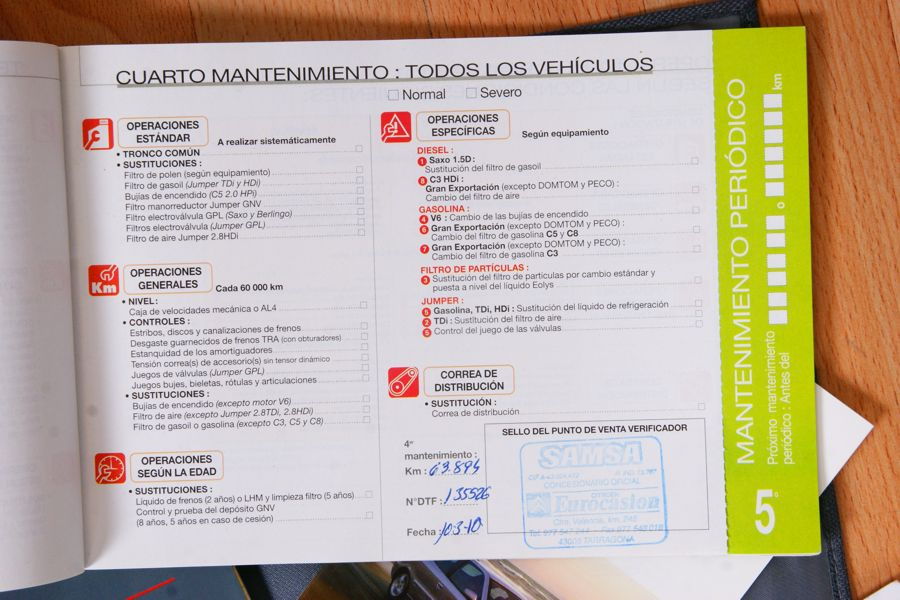 CUARTO MANTENIMIENTO : TODOS LOS VEHÍCULOS
Normal Severo
OPERACIONES ESTÁNDAR
A realizar sistemáticamente
• TRONCO COMÚN
• SUSTITUCIONES :
Filtro de polen (según equipamiento)
Filtro de gasoil (Jumper TDi y HDi)
Bujías de encendido (C5 2.0 HPi)
Filtro manorreductor Jumper GNV
Filtro electroválvula GPL (Saxo y Berlingo)
Filtros electroválvula (Jumper GPL)
Filtro de aire Jumper 2.8HDi
Km
OPERACIONES GENERALES
Cada 60 000 km
• NIVEL :
Caja de velocidades mecánica o AL4
• CONTROLES :
Estribos, discos y canalizaciones de frenos
Desgaste guarnecidos de frenos TRA (con obturadores)
Estanquidad de los amortiguadores
Tensión correa(s) de accesorio(s) sin tensor dinámico
Juegos de válvulas (Jumper GPL)
Juegos bujes, bieletas, rótulas y articulaciones
• SUSTITUCIONES :
Bujías de encendido (excepto motor V6)
Filtro de aire (excepto Jumper 2.8TDi, 2.8HDi)
Filtro de gasoil o gasolina (excepto C3, C5 y C8)
OPERACIONES SEGÚN LA EDAD
• SUSTITUCIONES :
Líquido de frenos (2 años) o LHM y limpieza filtro (5 años)
Control y prueba del depósito GNV
(8 años, 5 años en caso de cesión)
OPERACIONES ESPECÍFICAS
Según equipamiento
DIESEL :
1 Saxo 1.5D :
Sustitución del filtro de gasoil
8 C3 HDi :
Gran Exportación (excepto DOMTOM y PECO) :
Cambio del filtro de aire
GASOLINA :
4 V6 : Cambio de las bujías de encendido
6 Gran Exportación (excepto DOMTOM y PECO) :
Cambio del filtro de gasolina C5 y C8
7 Gran Exportación (excepto DOMTOM y PECO) :
Cambio del filtro de gasolina C3
FILTRO DE PARTÍCULAS :
3 Sustitución del filtro de particulas por cambio estándar y
puesta a nivel del líquido Eolys
JUMPER :
Gasolina, TDi, HDi : Sustitución del líquido de refrigeración
2 TDi : Sustitución del filtro de aire
5 Control del juego de las válvulas
CORREA DE DISTRIBUCIÓN
• SUSTITUCIÓN :
Correa de distribución
4º
mantenimiento :
Km : 63.894
N°DTF : 135526
Fecha : 10-3-10
SELLO DEL PUNTO DE VENTA VERIFICADOR
SAMSA
CONCESIONARIO OFICIAL
CITROËN
Eurocasion
Ctra. Valencia, km. 246
43006 TARRAGONA
MANTENIMIENTO PERIÓDICO
Próximo mantenimiento
periódico : Antes del
o
km
5º